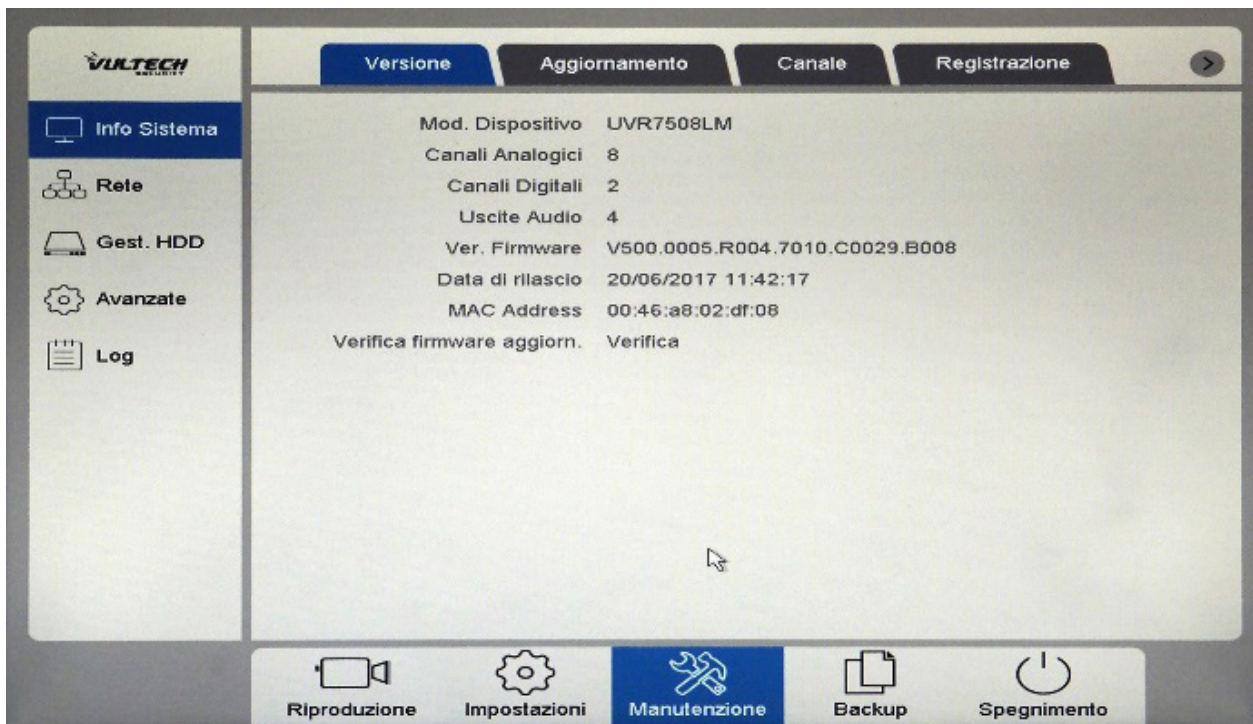 VULTECH
SECURITY
Versione
Aggiornamento
Canale
Registrazione
Info Sistema
Rete
Gest. HDD
Avanzate
Log
Mod. Dispositivo UVR7508LM
Canali Analogici 8
Canali Digitali 2
Uscite Audio 4
Ver. Firmware V500.0005.R004.7010.C0029.B008
Data di rilascio 20/06/2017 11:42:17
MAC Address 00:46:a8:02:df:08
Verifica firmware aggiorn. Verifica
Riproduzione
Impostazioni
Manutenzione
Backup
Spegnimento